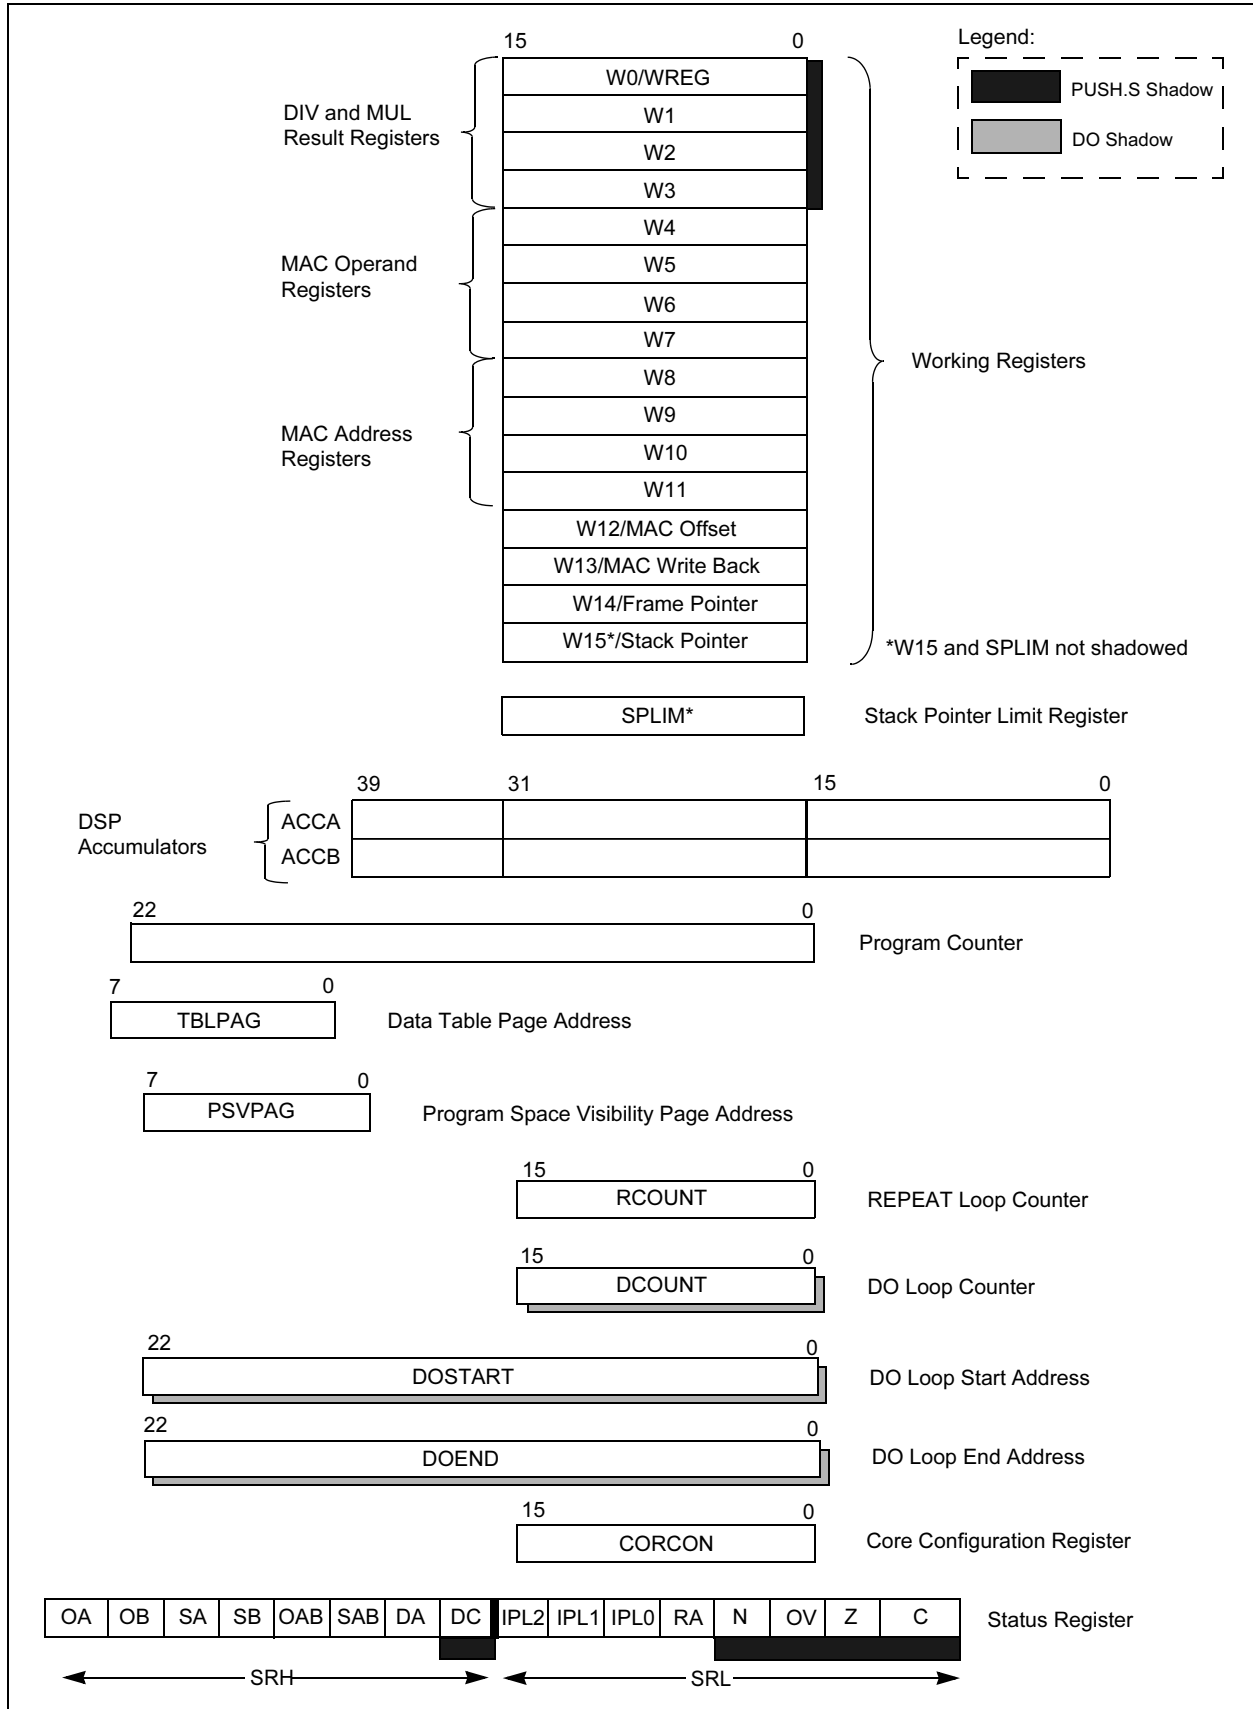 15 0
Legend:
W0/WREG
PUSH.S Shadow
DIV and MUL
Result Registers
W1
DO Shadow
W2
W3
W4
MAC Operand
Registers
W5
W6
W7
Working Registers
W8
W9
MAC Address
Registers
W10
W11
W12/MAC Offset
W13/MAC Write Back
W14/Frame Pointer
W15*/Stack Pointer
*W15 and SPLIM not shadowed
SPLIM*
Stack Pointer Limit Register
39 31 15 0
DSP
Accumulators
ACCA
ACCB
22 0
Program Counter
7 0
TBLPAG
Data Table Page Address
7 0
PSVPAG
Program Space Visibility Page Address
15 0
RCOUNT
REPEAT Loop Counter
15 0
DCOUNT
DO Loop Counter
22 0
DOSTART
DO Loop Start Address
22 0
DOEND
DO Loop End Address
15 0
CORCON
Core Configuration Register
OA OB SA SB OAB SAB DA DC IPL2 IPL1 IPL0 RA N OV Z C
Status Register
SRH SRL